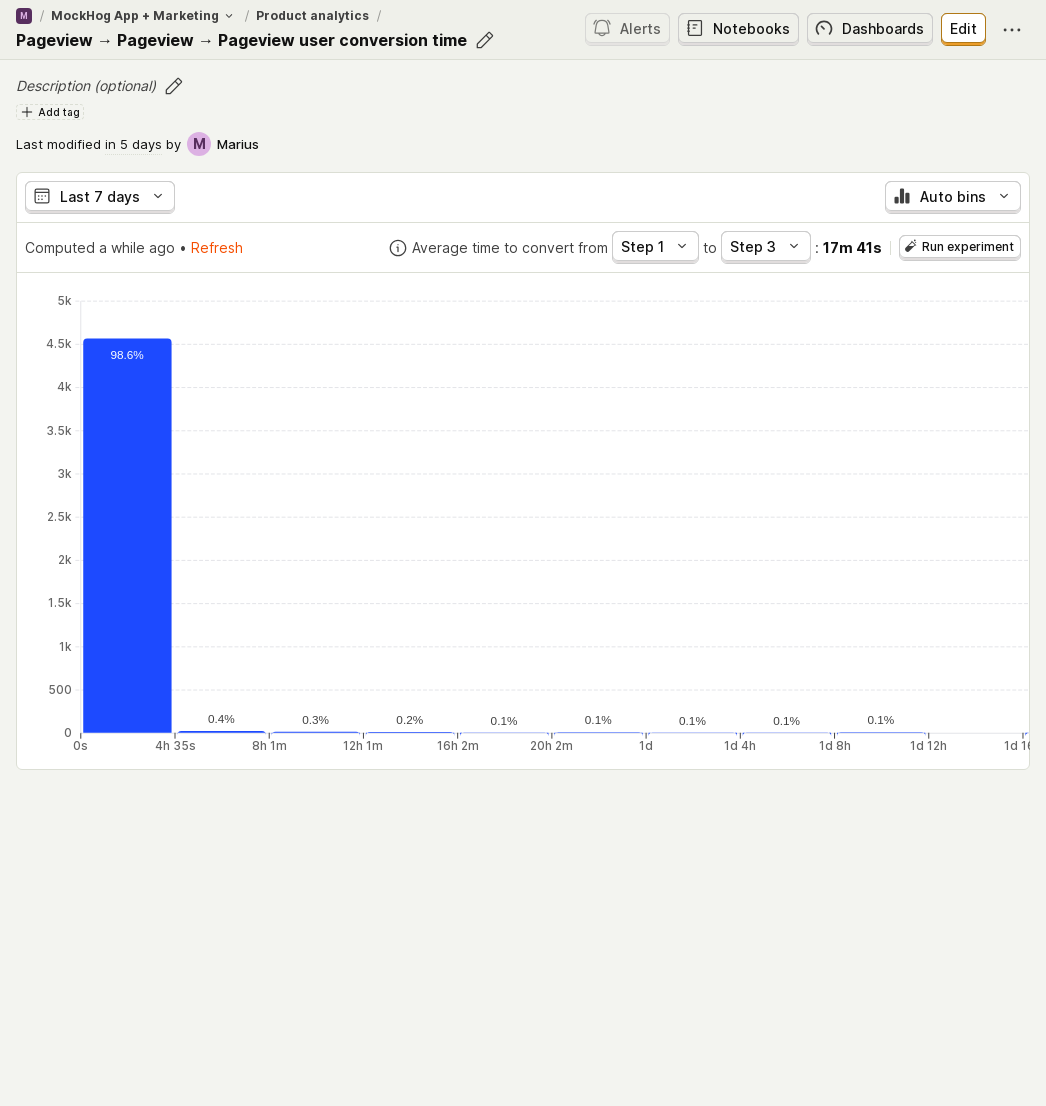 M / MockHog App + Marketing / Product analytics /
Pageview → Pageview → Pageview user conversion time
Alerts Notebooks Dashboards Edit
Description (optional)
Add tag
Last modified in 5 days by M Marius
Last 7 days Auto bins
Computed a while ago • Refresh Average time to convert from Step 1 to Step 3 : 17m 41s Run experiment
5k
4.5k
98.6%
4k
3.5k
3k
2.5k
2k
1.5k
1k
500
0.4% 0.3% 0.2% 0.1% 0.1% 0.1% 0.1% 0.1%
0
0s 4h 35s 8h 1m 12h 1m 16h 2m 20h 2m 1d 1d 4h 1d 8h 1d 12h 1d